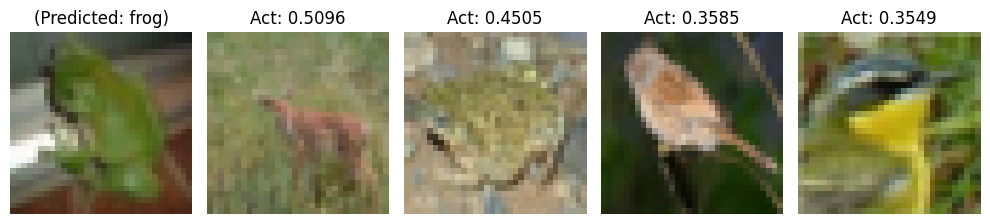 (Predicted: frog)
Act: 0.5096
Act: 0.4505
Act: 0.3585
Act: 0.3549